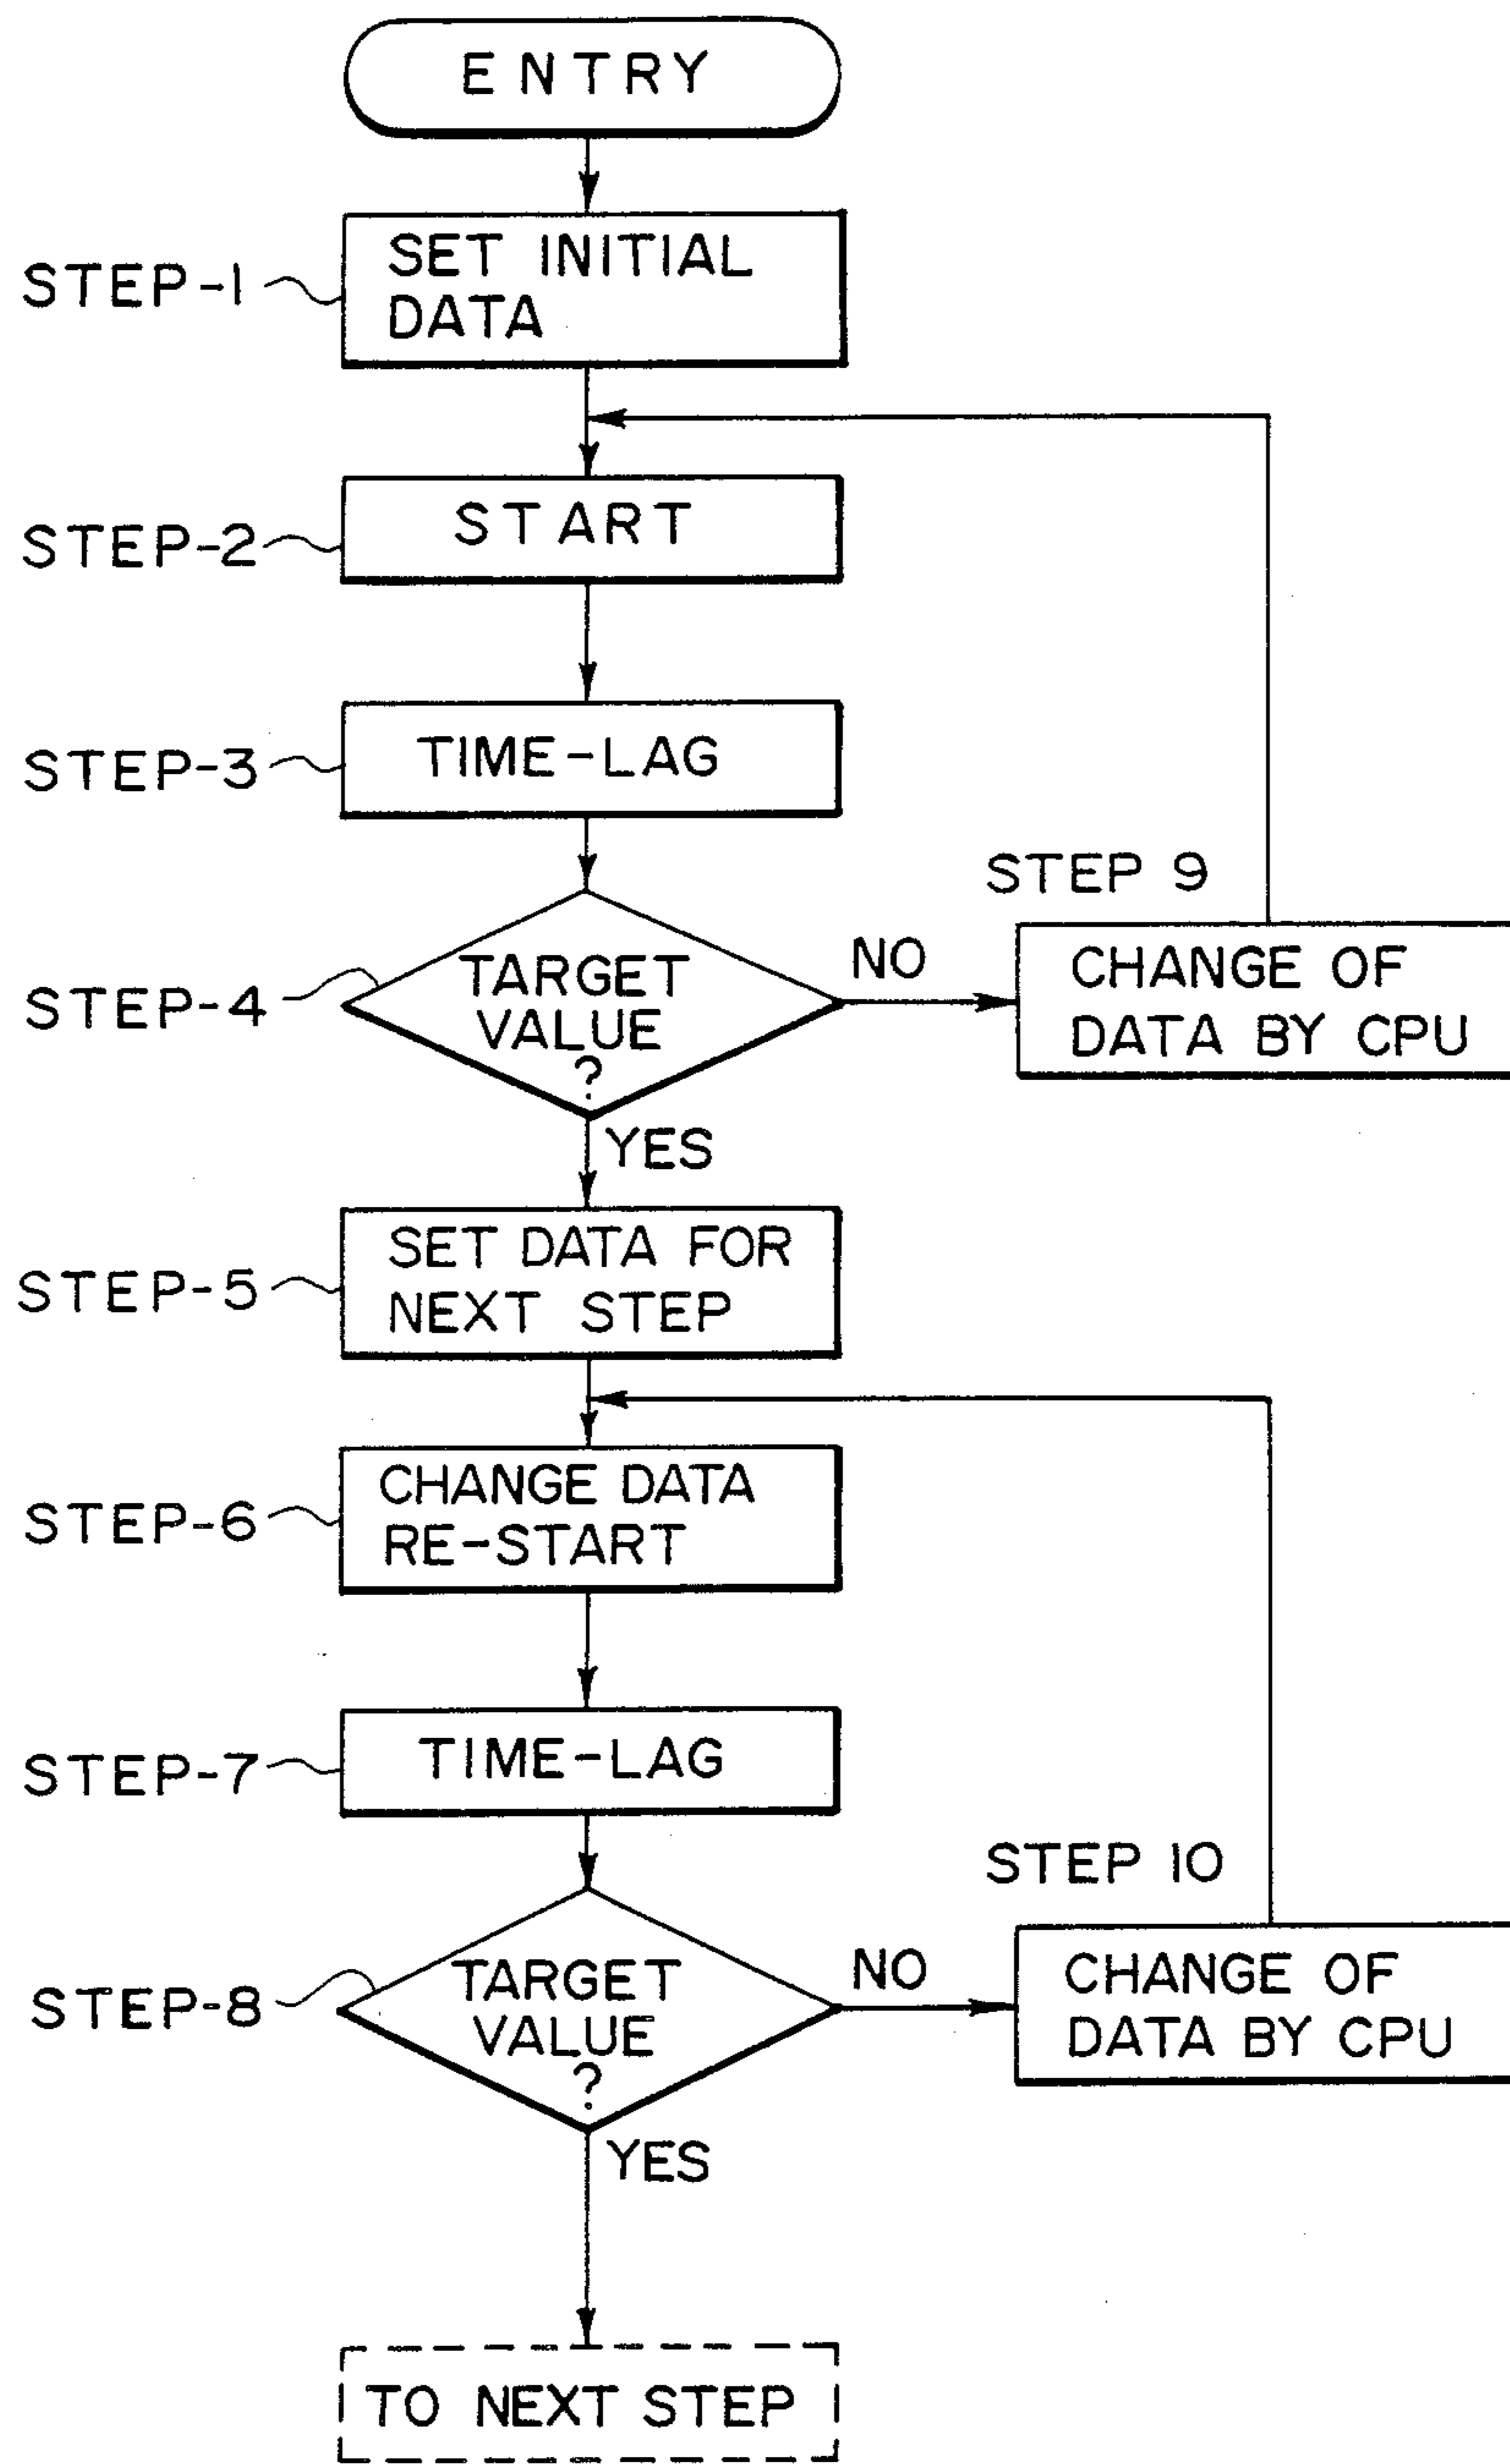 ENTRY
STEP-1
SET INITIAL
DATA
STEP-2
START
STEP-3
TIME-LAG
STEP 9
STEP-4
TARGET
VALUE
?
NO
CHANGE OF
DATA BY CPU
YES
STEP-5
SET DATA FOR
NEXT STEP
STEP-6
CHANGE DATA
RE-START
STEP-7
TIME-LAG
STEP 10
STEP-8
TARGET
VALUE
?
NO
CHANGE OF
DATA BY CPU
YES
TO NEXT STEP